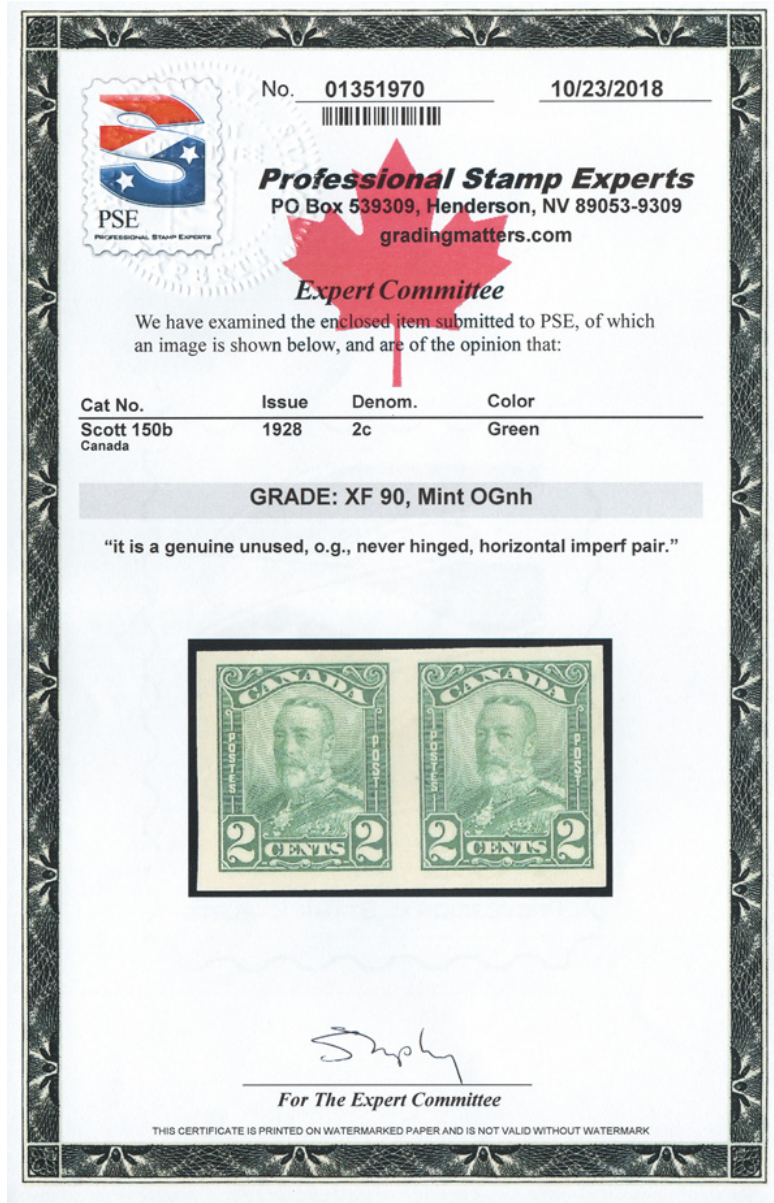 No. 01351970 10/23/2018
PSE
PROFESSIONAL STAMP EXPERTS
Professional Stamp Experts
PO Box 539309, Henderson, NV 89053-9309
gradingmatters.com
Expert Committee
We have examined the enclosed item submitted to PSE, of which
an image is shown below, and are of the opinion that:
Cat No. Issue Denom. Color
Scott 150b 1928 2c Green
Canada
GRADE: XF 90, Mint OGnh
“it is a genuine unused, o.g., never hinged, horizontal imperf pair.”
CANADA CANADA
POSTES POST POSTES POST
2 CENTS 2 2 CENTS 2
For The Expert Committee
THIS CERTIFICATE IS PRINTED ON WATERMARKED PAPER AND IS NOT VALID WITHOUT WATERMARK